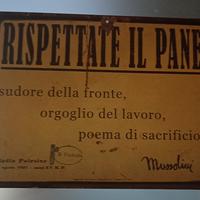 RISPETTATE IL PANE
sudore della fronte,
orgoglio del lavoro,
poema di sacrificio
Mussolini